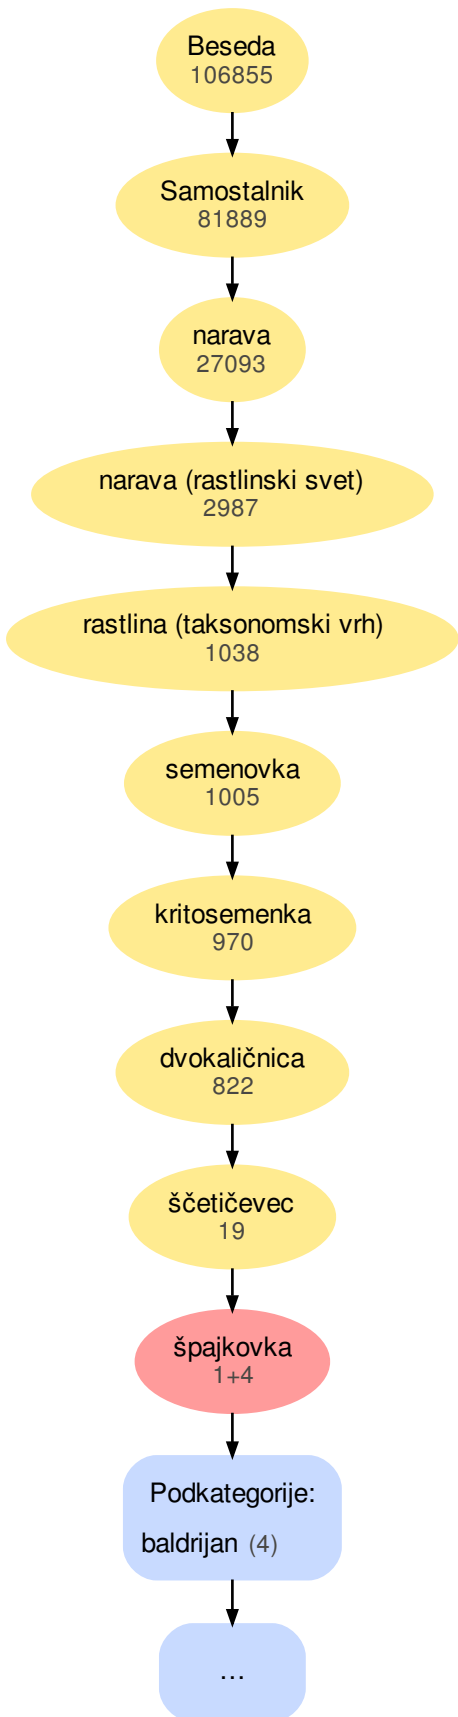 Beseda
106855
Samostalnik
81889
narava
27093
narava (rastlinski svet)
2987
rastlina (taksonomski vrh)
1038
semenovka
1005
kritosemenka
970
dvokaličnica
822
ščetičevec
19
špajkovka
1+4
Podkategorije:
baldrijan (4)
...